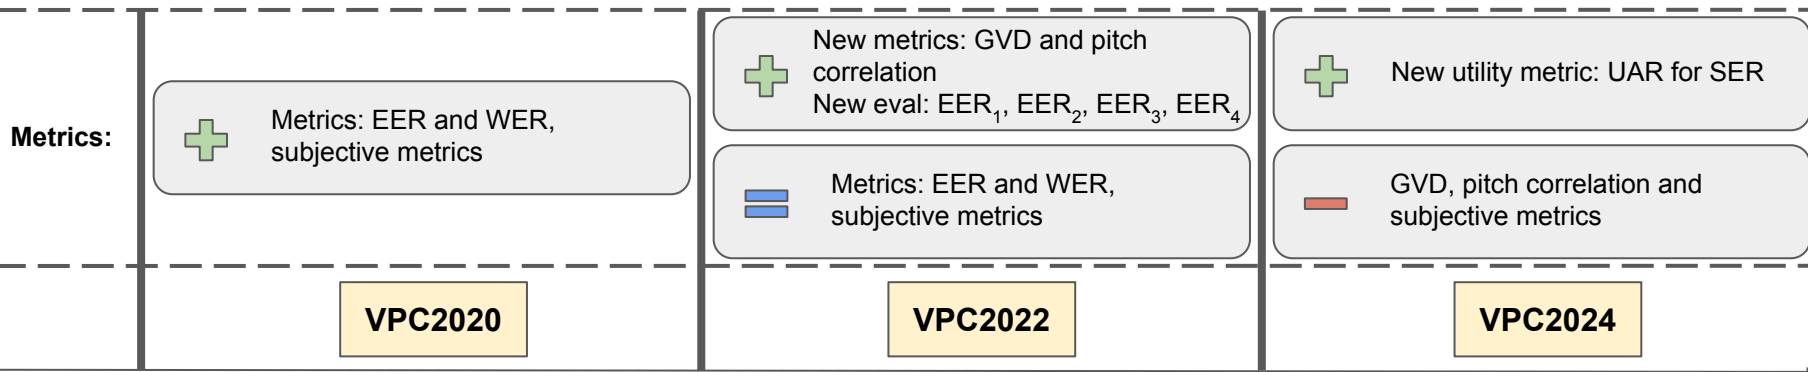 Metrics:
Metrics: EER and WER,
subjective metrics
New metrics: GVD and pitch
correlation
New eval: EER₁, EER₂, EER₃, EER₄
Metrics: EER and WER,
subjective metrics
New utility metric: UAR for SER
GVD, pitch correlation and
subjective metrics
VPC2020
VPC2022
VPC2024